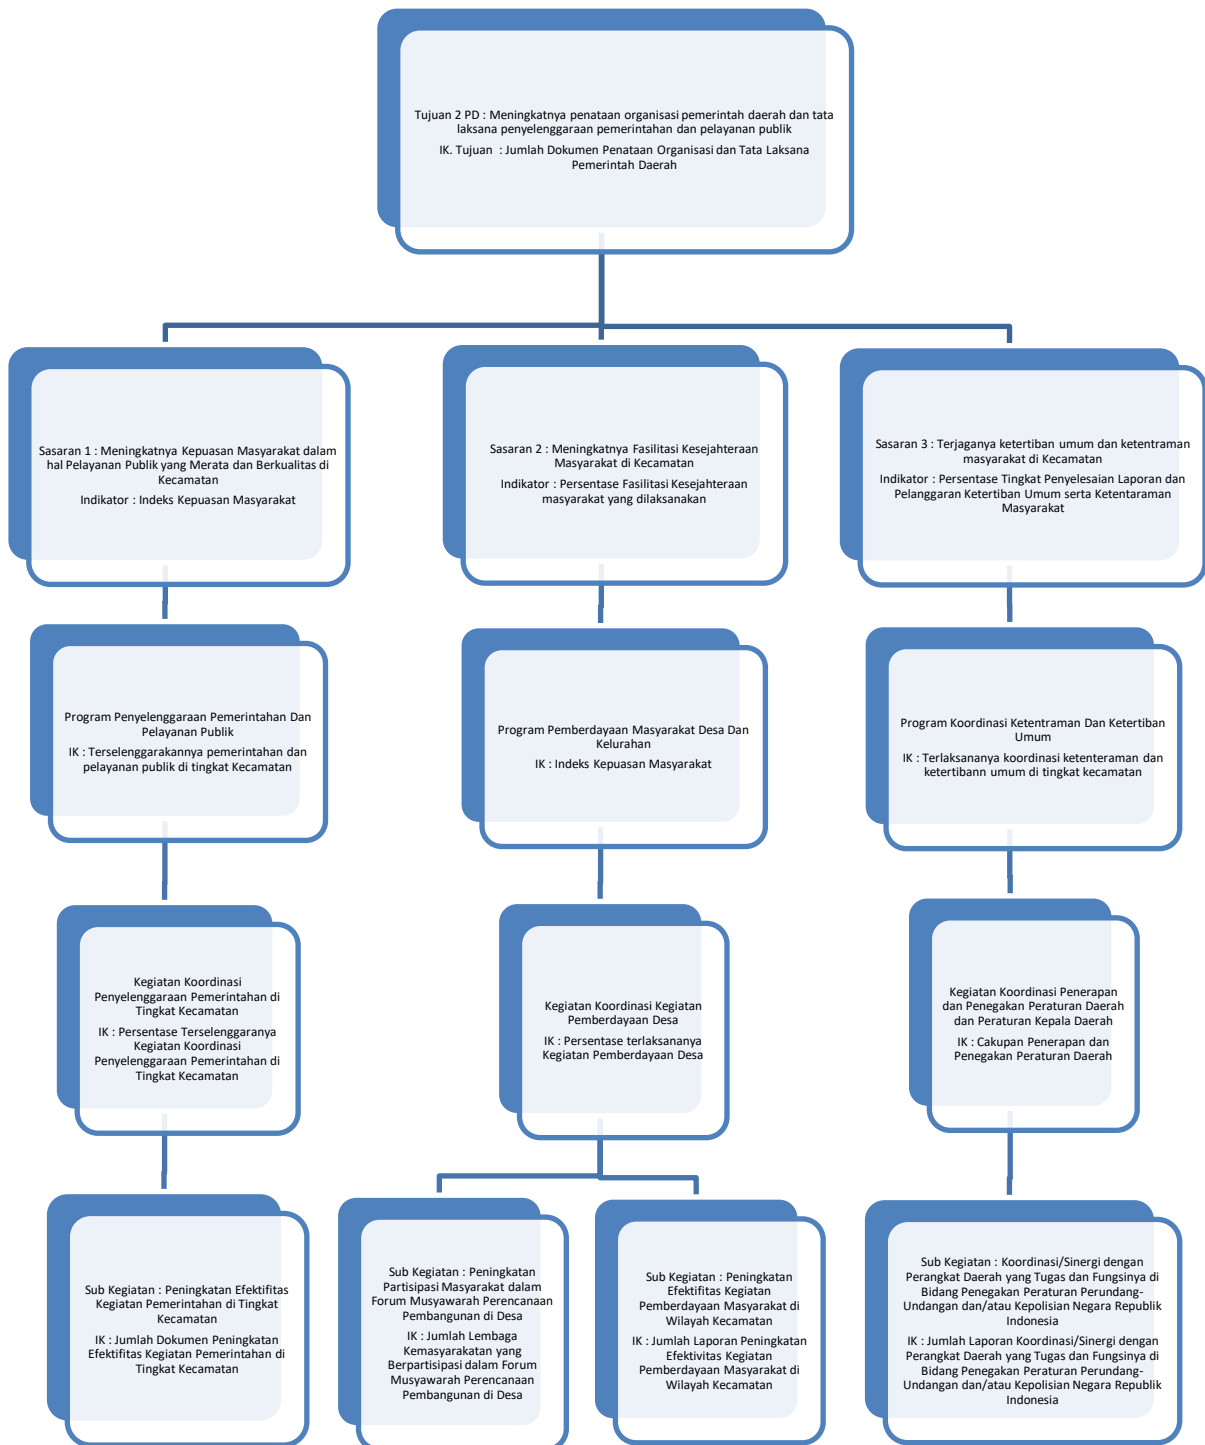 Tujuan 2 PD : Meningkatnya penataan organisasi pemerintah daerah dan tata
laksana penyelenggaraan pemerintahan dan pelayanan publik
IK. Tujuan : Jumlah Dokumen Penataan Organisasi dan Tata Laksana
Pemerintah Daerah
Sasaran 1 : Meningkatnya Kepuasan Masyarakat dalam
hal Pelayanan Publik yang Merata dan Berkualitas di
Kecamatan
Indikator : Indeks Kepuasan Masyarakat
Sasaran 2 : Meningkatnya Fasilitasi Kesejahteraan
Masyarakat di Kecamatan
Indikator : Persentase Fasilitasi Kesejahteraan
masyarakat yang dilaksanakan
Sasaran 3 : Terjaganya ketertiban umum dan ketentraman
masyarakat di Kecamatan
Indikator : Persentase Tingkat Penyelesaian Laporan dan
Pelanggaran Ketertiban Umum serta Ketentaraman
Masyarakat
Program Penyelenggaraan Pemerintahan Dan
Pelayanan Publik
IK : Terselenggarakannya pemerintahan dan
pelayanan publik di tingkat Kecamatan
Program Pemberdayaan Masyarakat Desa Dan
Kelurahan
IK : Indeks Kepuasan Masyarakat
Program Koordinasi Ketentraman Dan Ketertiban
Umum
IK : Terlaksananya koordinasi ketenteraman dan
ketertibann umum di tingkat kecamatan
Kegiatan Koordinasi
Penyelenggaraan Pemerintahan di
Tingkat Kecamatan
IK : Persentase Terselenggaranya
Kegiatan Koordinasi
Penyelenggaraan Pemerintahan di
Tingkat Kecamatan
Kegiatan Koordinasi Kegiatan
Pemberdayaan Desa
IK : Persentase terlaksananya
Kegiatan Pemberdayaan Desa
Kegiatan Koordinasi Penerapan
dan Penegakan Peraturan Daerah
dan Peraturan Kepala Daerah
IK : Cakupan Penerapan dan
Penegakan Peraturan Daerah
Sub Kegiatan : Peningkatan Efektifitas
Kegiatan Pemerintahan di Tingkat
Kecamatan
IK : Jumlah Dokumen Peningkatan
Efektifitas Kegiatan Pemerintahan di
Tingkat Kecamatan
Sub Kegiatan : Peningkatan
Partisipasi Masyarakat dalam
Forum Musyawarah Perencanaan
Pembangunan di Desa
IK : Jumlah Lembaga
Kemasyarakatan yang
Berpartisipasi dalam Forum
Musyawarah Perencanaan
Pembangunan di Desa
Sub Kegiatan : Peningkatan
Efektifitas Kegiatan
Pemberdayaan Masyarakat di
Wilayah Kecamatan
IK : Jumlah Laporan Peningkatan
Efektivitas Kegiatan
Pemberdayaan Masyarakat di
Wilayah Kecamatan
Sub Kegiatan : Koordinasi/Sinergi dengan
Perangkat Daerah yang Tugas dan Fungsinya di
Bidang Penegakan Peraturan Perundang-
Undangan dan/atau Kepolisian Negara Republik
Indonesia
IK : Jumlah Laporan Koordinasi/Sinergi dengan
Perangkat Daerah yang Tugas dan Fungsinya di
Bidang Penegakan Peraturan Perundang-
Undangan dan/atau Kepolisian Negara Republik
Indonesia